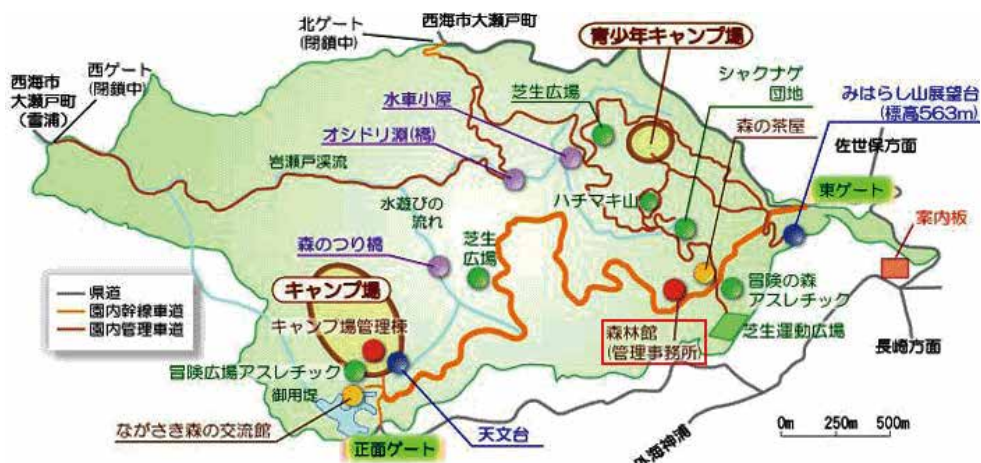 北ゲート
(閉鎖中)
西海市大瀬戸町
青少年キャンプ場
シャクナゲ
団地
みはらし山展望台
(標高563m)
西海市
大瀬戸町
(雪浦)
西ゲート
(閉鎖中)
水車小屋
芝生広場
森の茶屋
オシドリ淵(橋)
佐世保方面
岩瀬戸渓流
東ゲート
水遊びの
流れ
ハチマキ山
案内板
森のつり橋
芝生
広場
冒険の森
アスレチック
県道
園内幹線車道
園内管理車道
キャンプ場
キャンプ場管理棟
森林館
(管理事務所)
芝生運動広場
長崎方面
冒険広場アスレチック
御用堤
ながさき森の交流館
天文台
正面ゲート
外海神浦
0m 250m 500m